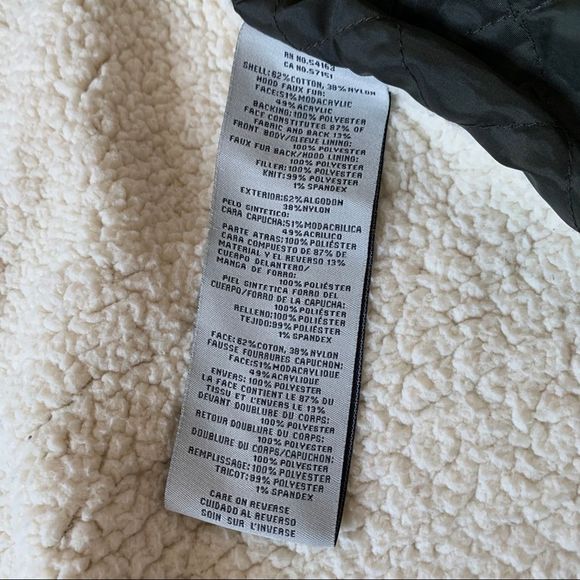 RN NO.54163
CA NO.57151
SHELL:62%COTTON, 38%NYLON
HOOD FAUX FUR:
FACE:51%MODACRYLIC
49%ACRYLIC
BACKING:100% POLYESTER
FACE CONSTITUTES 87% OF
FABRIC AND BACK 13%
FRONT BODY/SLEEVE LINING:
100% POLYESTER
FAUX FUR BACK/HOOD LINING:
100% POLYESTER
FILLER:100% POLYESTER
KNIT:99% POLYESTER
1% SPANDEX
EXTERIOR:62%ALGODON
38%NYLON
PELO SINTETICO:
CARA CAPUCHA:51%MODACRILICA
49%ACRILICO
PARTE ATRAS:100%POLIÉSTER
CARA COMPUESTO DE 87% DE
MATERIAL Y EL REVERSO 13%
CUERPO DELANTERO/
MANGA DE FORRO:
100% POLIÉSTER
PIEL SINTETICA FORRO DEL
CUERPO/FORRO DE LA CAPUCHA:
100% POLIÉSTER
RELLENO:100% POLIÉSTER
TEJIDO:99% POLIÉSTER
1% SPANDEX
FACE:62%COTON, 38%NYLON
FAUSSE FOURRURES CAPUCHON:
FACE:51%MODACRYLIQUE
49%ACRYLIQUE
ENVERS:100% POLYESTER
LA FACE CONTIENT LE 87% DU
TISSU ET L'ENVERS LE 13%
DEVANT DOUBLURE DU CORPS:
100% POLYESTER
RETOUR DOUBLURE DU CORPS:
100% POLYESTER
DOUBLURE DU CORPS/CAPUCHON:
100% POLYESTER
REMPLISSAGE:100% POLYESTER
TRICOT:99% POLYESTER
1% SPANDEX
CARE ON REVERSE
CUIDADO AL REVERSO
SOIN SUR L'INVERSE